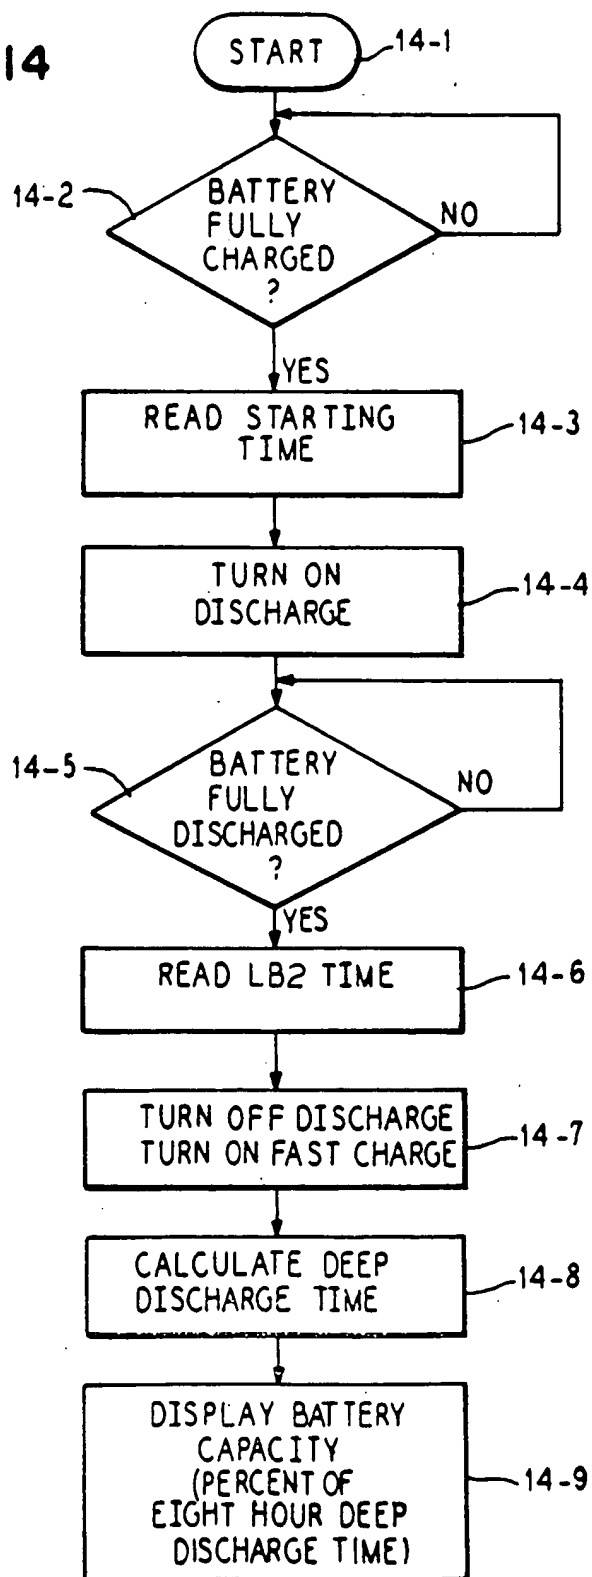 14
START
14-1
14-2
BATTERY
FULLY
CHARGED
?
NO
YES
READ STARTING
TIME
14-3
TURN ON
DISCHARGE
14-4
14-5
BATTERY
FULLY
DISCHARGED
?
NO
YES
READ LB2 TIME
14-6
TURN OFF DISCHARGE
TURN ON FAST CHARGE
14-7
CALCULATE DEEP
DISCHARGE TIME
14-8
DISPLAY BATTERY
CAPACITY
(PERCENT OF
EIGHT HOUR DEEP
DISCHARGE TIME)
14-9